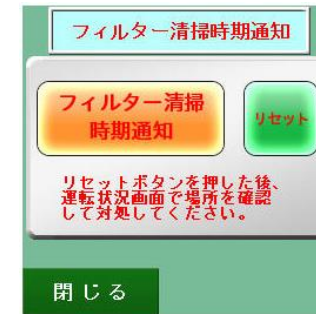 フィルター清掃時期通知
フィルター清掃
時期通知
リセット
リセットボタンを押した後、
運転状況画面で場所を確認
して対処してください。
閉じる